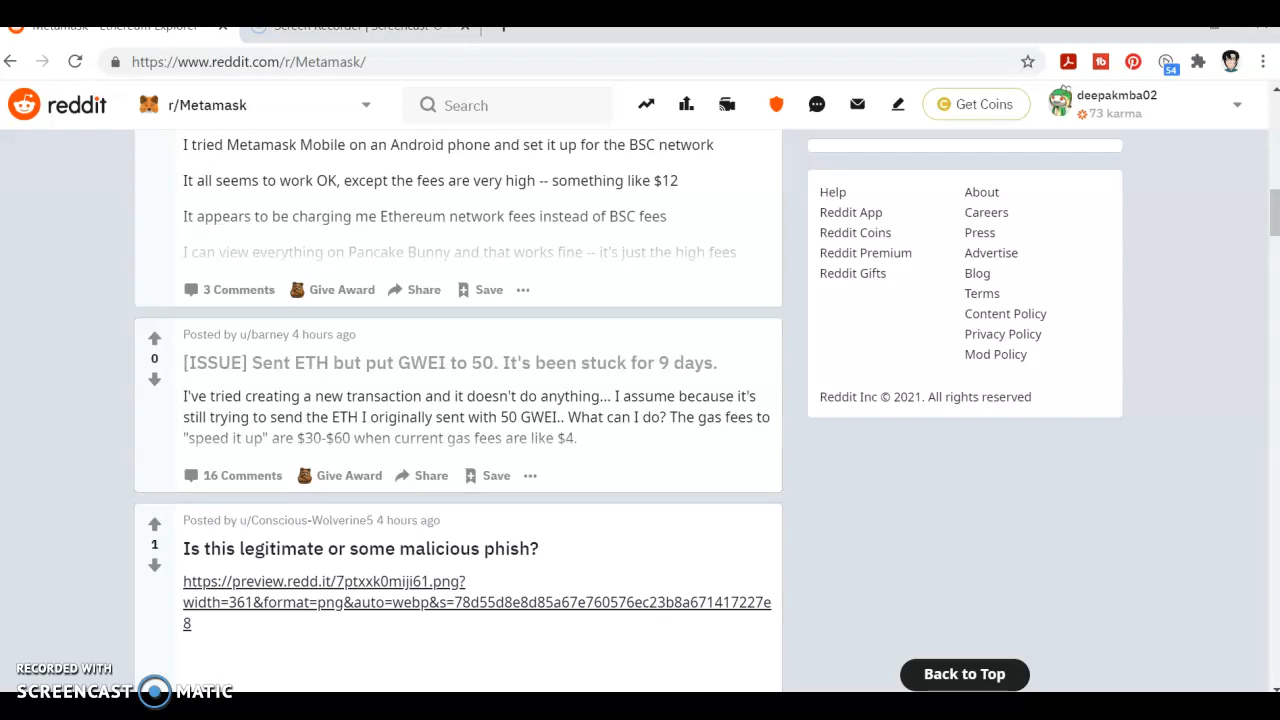 Metamask - Ethereum Explorer
Screen Recorder | Screencast-O
https://www.reddit.com/r/Metamask/
54
reddit
r/Metamask
Search
Get Coins
deepakmba02
73 karma
I tried Metamask Mobile on an Android phone and set it up for the BSC network
It all seems to work OK, except the fees are very high -- something like $12
It appears to be charging me Ethereum network fees instead of BSC fees
I can view everything on Pancake Bunny and that works fine -- it's just the high fees
3 Comments Give Award Share Save
Posted by u/barney 4 hours ago
0
[ISSUE] Sent ETH but put GWEI to 50. It's been stuck for 9 days.
I've tried creating a new transaction and it doesn't do anything... I assume because it's
still trying to send the ETH I originally sent with 50 GWEI.. What can I do? The gas fees to
"speed it up" are $30-$60 when current gas fees are like $4.
16 Comments Give Award Share Save
Posted by u/Conscious-Wolverine5 4 hours ago
1
Is this legitimate or some malicious phish?
https://preview.redd.it/7ptxxk0miji61.png?
width=361&format=png&auto=webp&s=78d55d8e8d85a67e760576ec23b8a671417227e
8
Help
Reddit App
Reddit Coins
Reddit Premium
Reddit Gifts
About
Careers
Press
Advertise
Blog
Terms
Content Policy
Privacy Policy
Mod Policy
Reddit Inc © 2021. All rights reserved
Back to Top
RECORDED WITH
SCREENCAST MATIC